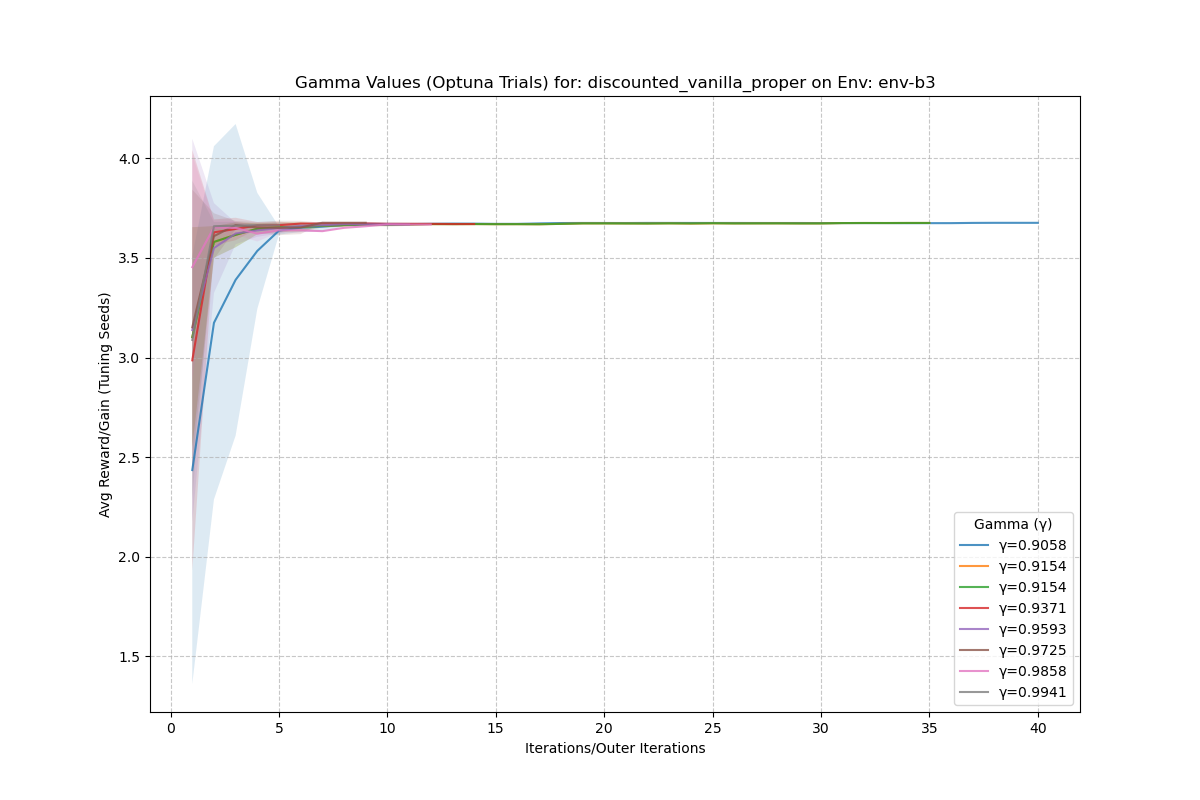 Gamma Values (Optuna Trials) for: discounted_vanilla_proper on Env: env-b3
Avg Reward/Gain (Tuning Seeds)
4.0
3.5
3.0
2.5
2.0
1.5
Gamma (γ)
γ=0.9058
γ=0.9154
γ=0.9154
γ=0.9371
γ=0.9593
γ=0.9725
γ=0.9858
γ=0.9941
0 5 10 15 20 25 30 35 40
Iterations/Outer Iterations